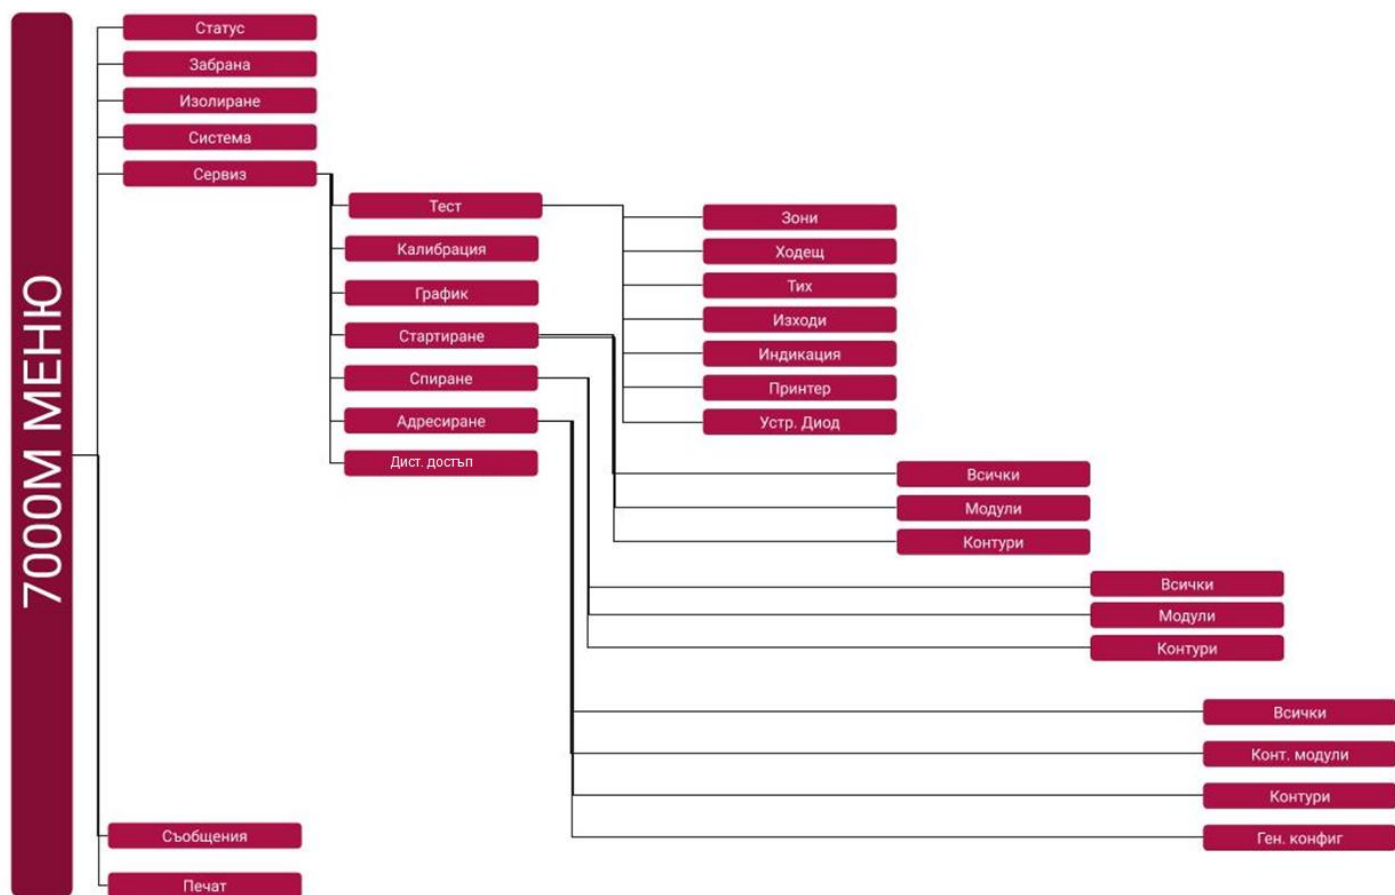 7000М МЕНЮ
Статус
Забрана
Изолиране
Система
Сервиз
Тест
Калибрация
График
Стартиране
Спиране
Адресиране
Дист. достъп
Зони
Ходещ
Тих
Изходи
Индикация
Принтер
Устр. Диод
Всички
Модули
Контури
Всички
Модули
Контури
Всички
Конт. модули
Контури
Ген. конфиг
Съобщения
Печат